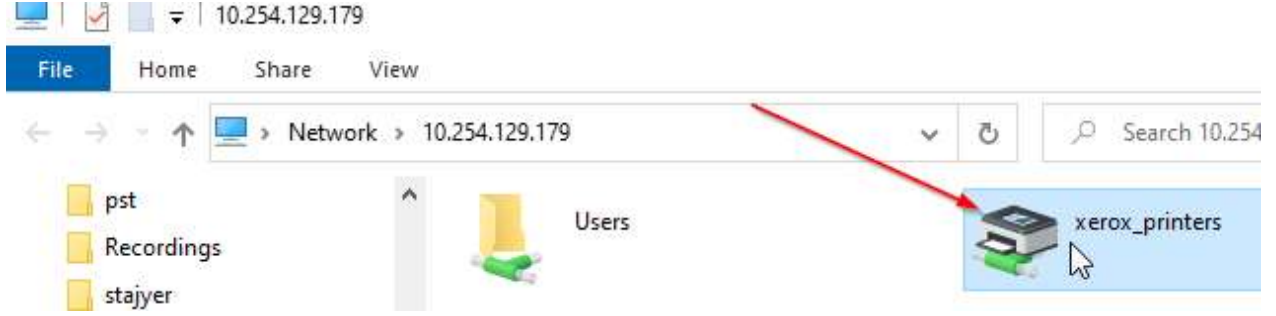 10.254.129.179
File Home Share View
Network > 10.254.129.179
Search 10.254
pst
Recordings
stajyer
Users
xerox_printers